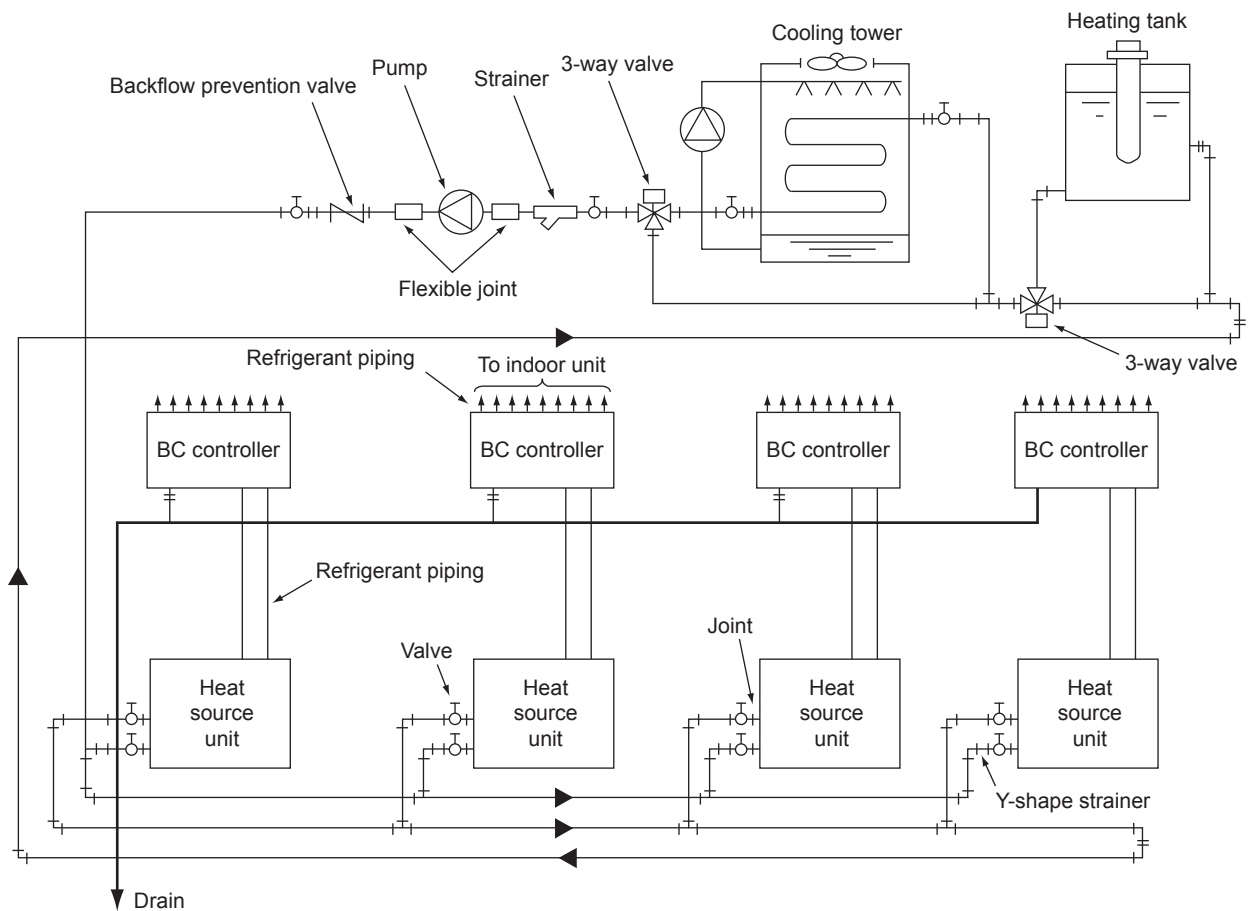 Heating tank
Cooling tower
3-way valve
Pump
Strainer
Backflow prevention valve
Flexible joint
3-way valve
Refrigerant piping
To indoor unit
BC controller
BC controller
BC controller
BC controller
Refrigerant piping
Joint
Valve
Heat
source
unit
Heat
source
unit
Heat
source
unit
Heat
source
unit
Y-shape strainer
Drain